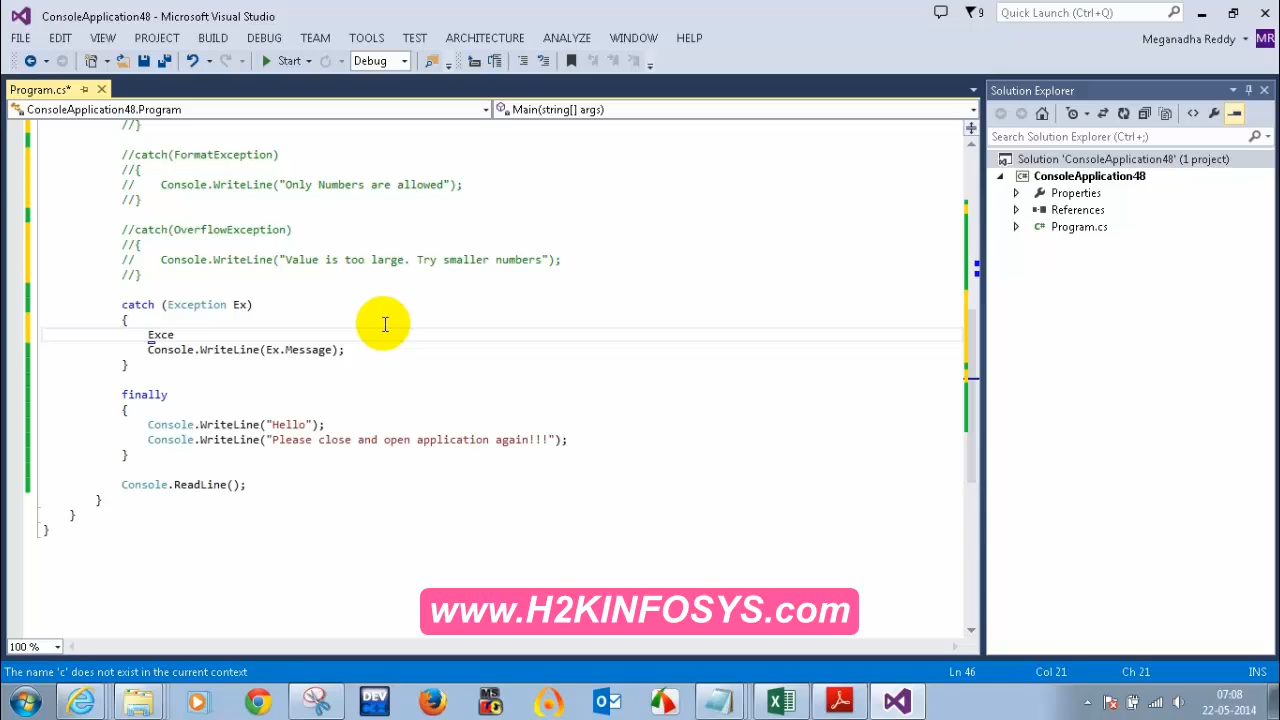 ConsoleApplication48 - Microsoft Visual Studio
9
Quick Launch (Ctrl+Q)
FILE EDIT VIEW PROJECT BUILD DEBUG TEAM TOOLS TEST ARCHITECTURE ANALYZE WINDOW HELP
Meganadha Reddy MR
Start Debug
Program.cs*
Solution Explorer
ConsoleApplication48.Program Main(string[] args)
Search Solution Explorer (Ctrl+;)
Solution 'ConsoleApplication48' (1 project)
ConsoleApplication48
Properties
References
Program.cs
//}
//catch(FormatException)
//{
// Console.WriteLine("Only Numbers are allowed");
//}
//catch(OverflowException)
//{
// Console.WriteLine("Value is too large. Try smaller numbers");
//}
catch (Exception Ex)
{
Exce
Console.WriteLine(Ex.Message);
}
finally
{
Console.WriteLine("Hello");
Console.WriteLine("Please close and open application again!!!");
}
Console.ReadLine();
}
}
}
www.H2KINFOSYS.com
100 %
The name 'c' does not exist in the current context Ln 46 Col 21 Ch 21 INS
DEV
MS
07:08
22-05-2014